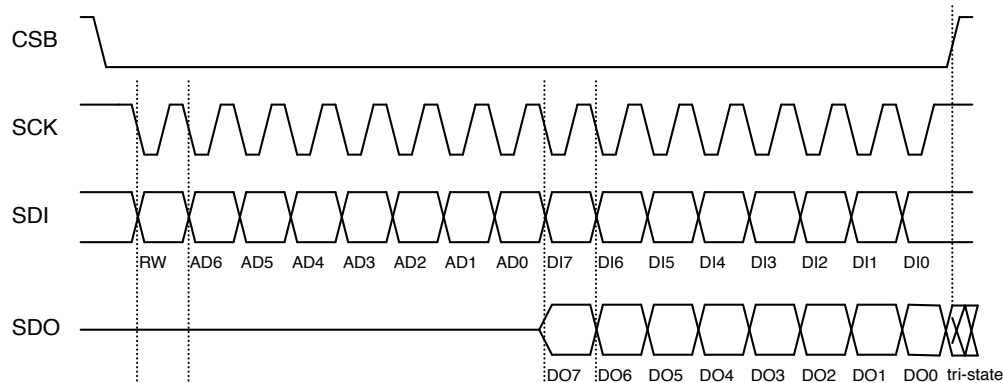 CSB
SCK
SDI
RW AD6 AD5 AD4 AD3 AD2 AD1 AD0 DI7 DI6 DI5 DI4 DI3 DI2 DI1 DI0
SDO
DO7 DO6 DO5 DO4 DO3 DO2 DO1 DO0 tri-state